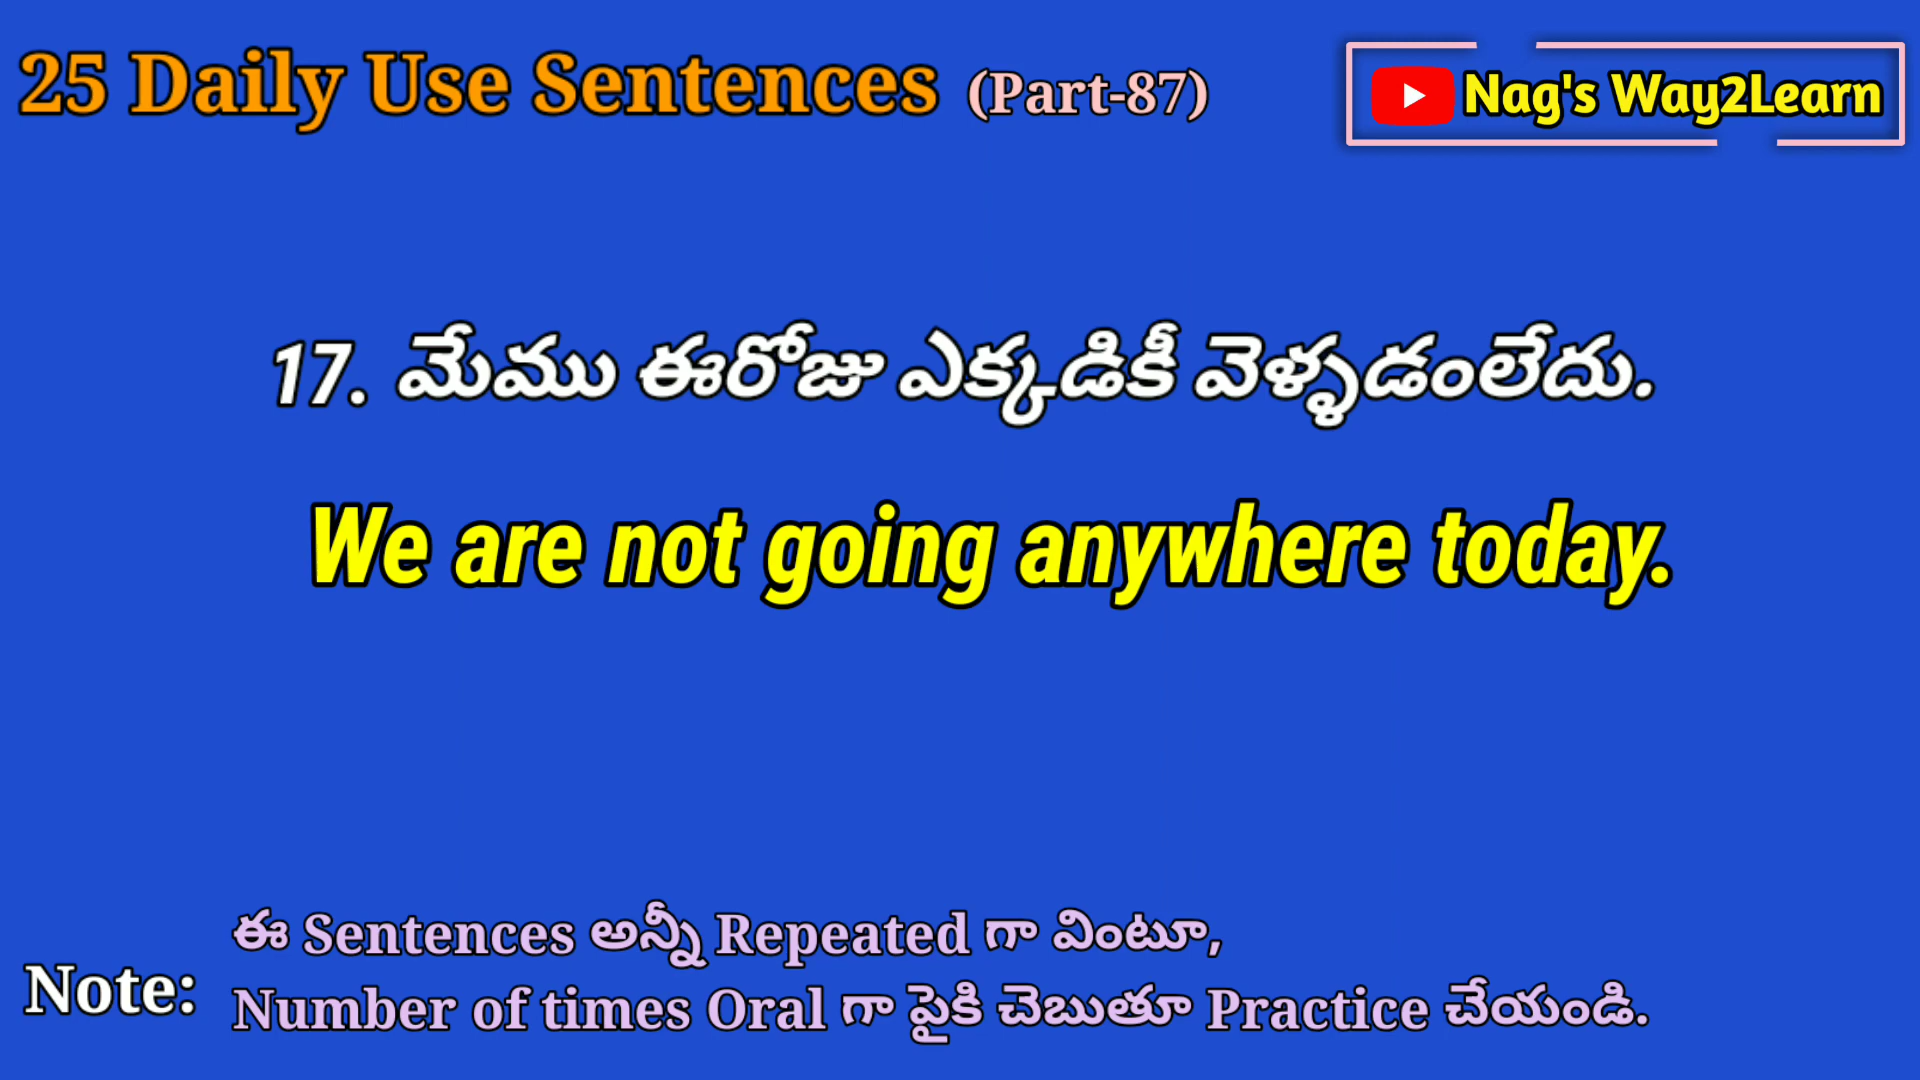 25 Daily Use Sentences (Part-87)
Nag's Way2Learn
17. మేము ఈరోజు ఎక్కడికీ వెళ్ళడంలేదు.
We are not going anywhere today.
Note:
ఈ Sentences అన్నీ Repeated గా వింటూ,
Number of times Oral గా పైకి చెబుతూ Practice చేయండి.